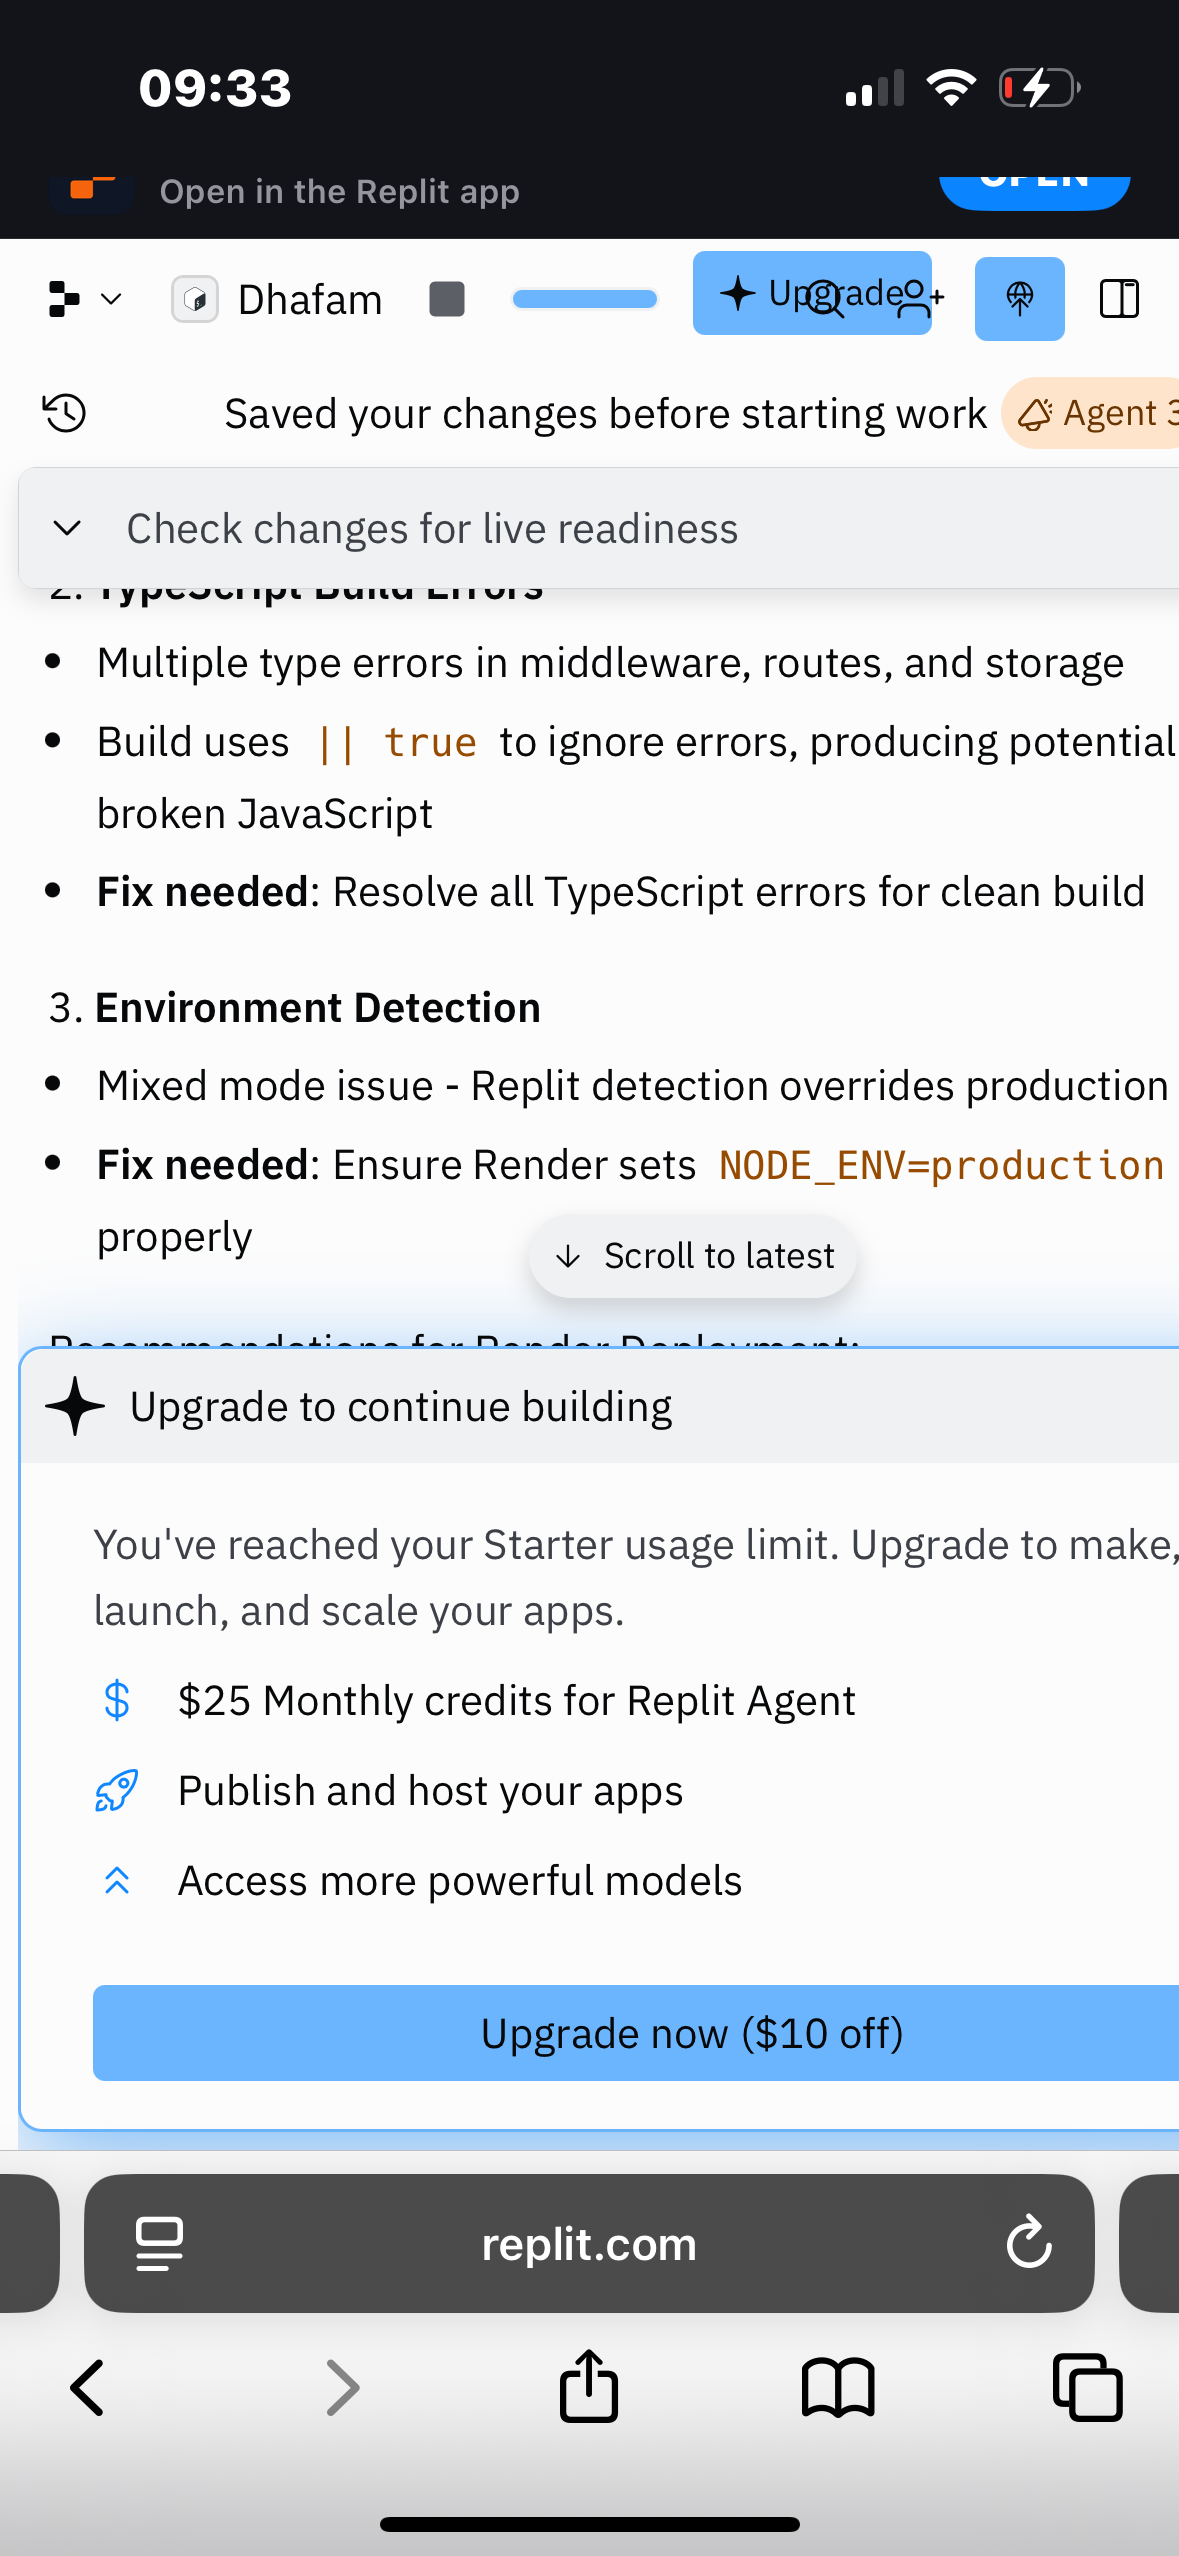 09:33
Open in the Replit app
OPEN
Dhafam
Upgrade
Saved your changes before starting work
Agent 3
Check changes for live readiness
2. TypeScript Build Errors
• Multiple type errors in middleware, routes, and storage
• Build uses || true to ignore errors, producing potential
broken JavaScript
• Fix needed: Resolve all TypeScript errors for clean build
3. Environment Detection
• Mixed mode issue - Replit detection overrides production
• Fix needed: Ensure Render sets NODE_ENV=production
properly
Scroll to latest
Recommendations for Render Deployment:
Upgrade to continue building
You've reached your Starter usage limit. Upgrade to make,
launch, and scale your apps.
$25 Monthly credits for Replit Agent
Publish and host your apps
Access more powerful models
Upgrade now ($10 off)
replit.com